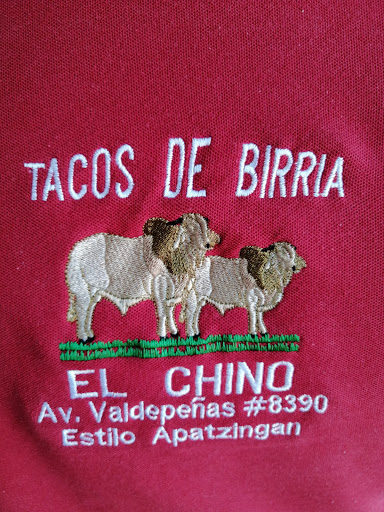 TACOS DE BIRRIA
EL CHINO
Av. Valdepeñas #8390
Estilo Apatzingan